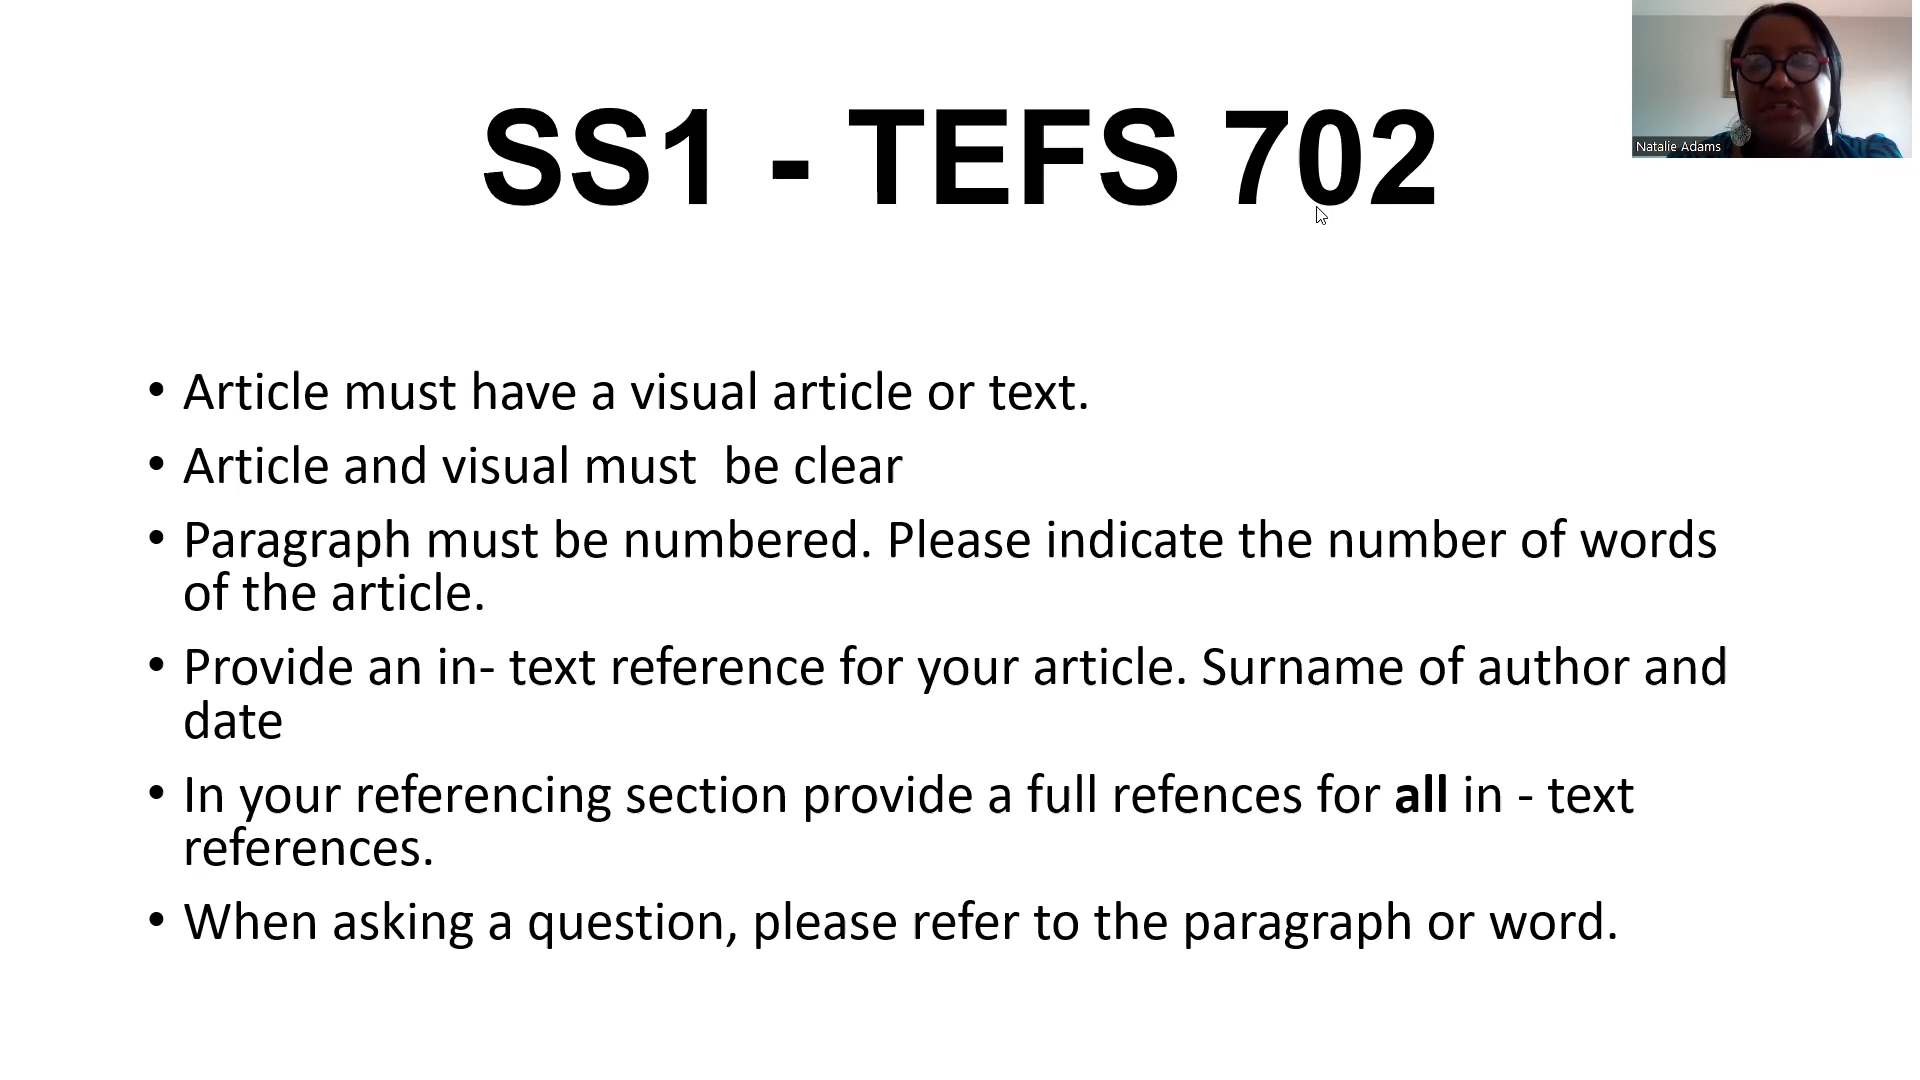 SS1 - TEFS 702
Natalie Adams
• Article must have a visual article or text.
• Article and visual must  be clear
• Paragraph must be numbered. Please indicate the number of words
of the article.
• Provide an in- text reference for your article. Surname of author and
date
• In your referencing section provide a full refences for all in - text
references.
• When asking a question, please refer to the paragraph or word.